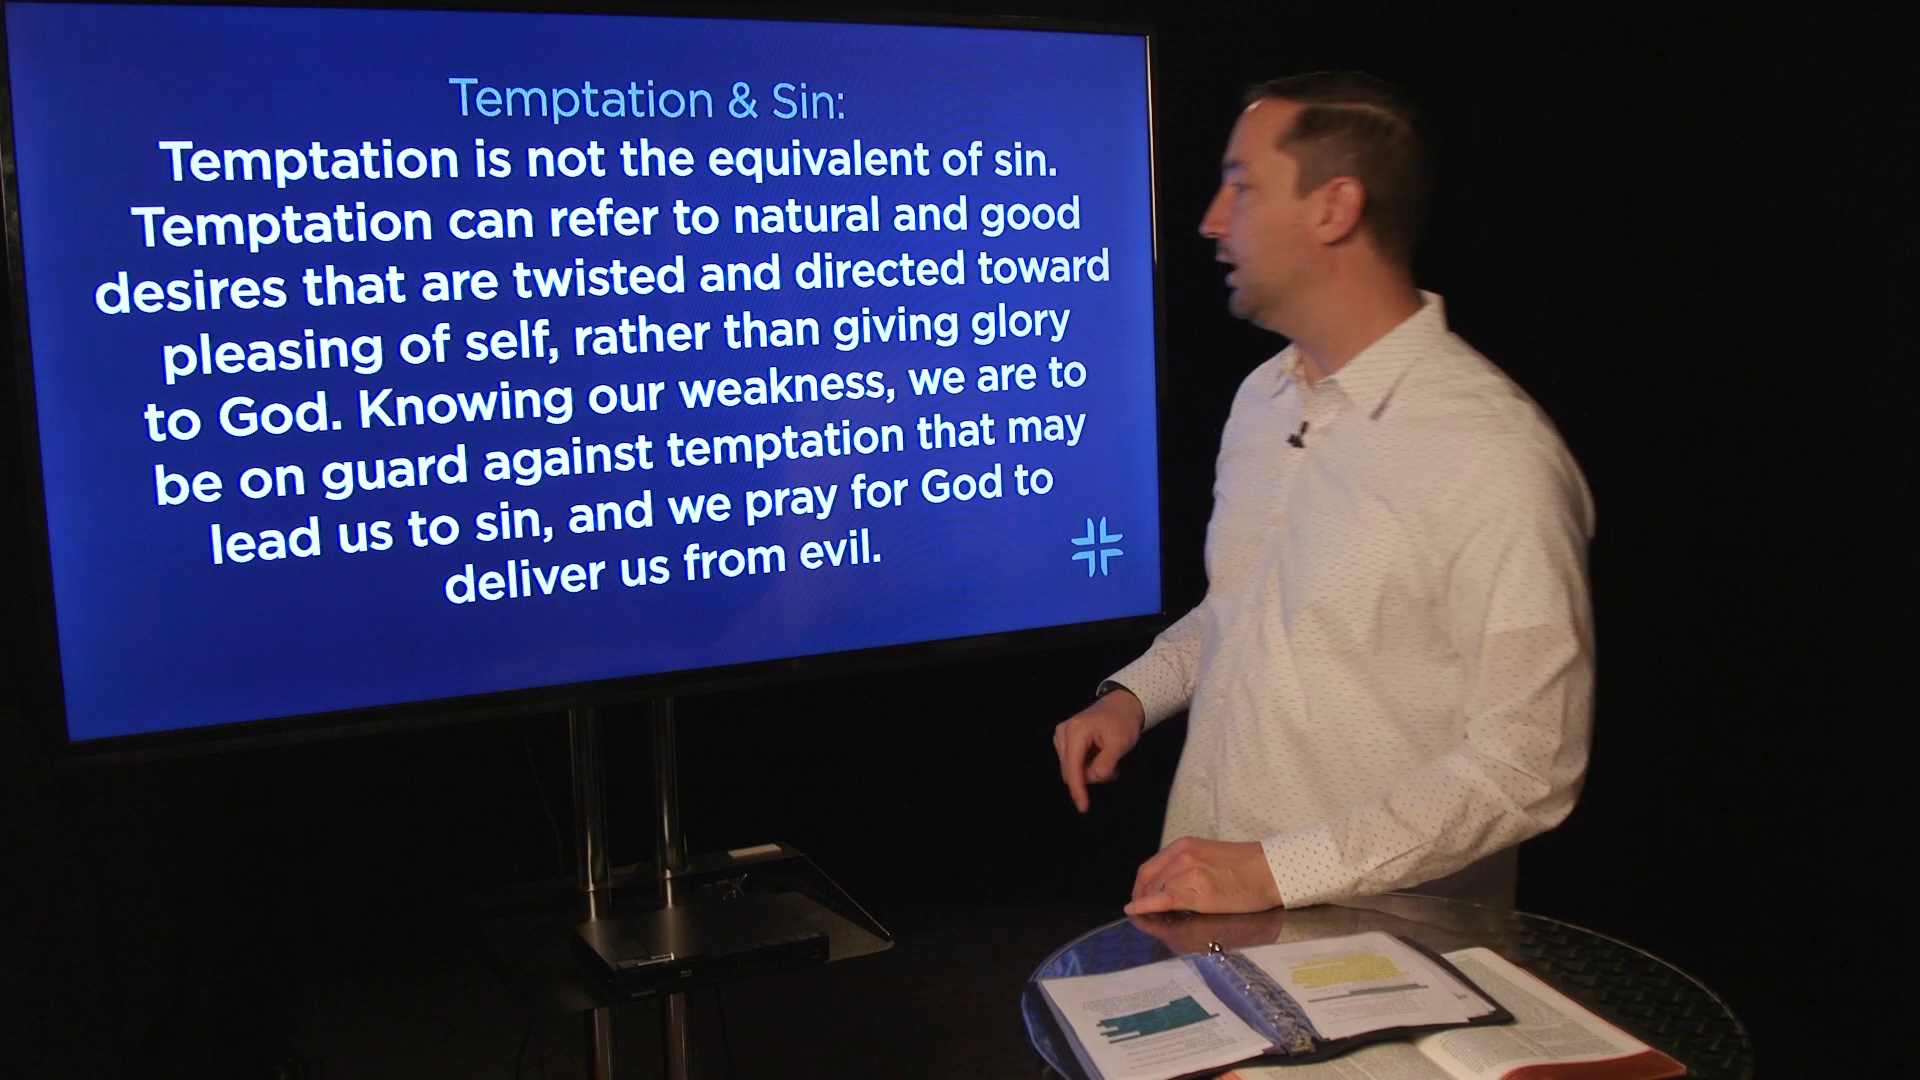 Temptation & Sin:
Temptation is not the equivalent of sin.
Temptation can refer to natural and good
desires that are twisted and directed toward
pleasing of self, rather than giving glory
to God. Knowing our weakness, we are to
be on guard against temptation that may
lead us to sin, and we pray for God to
deliver us from evil.